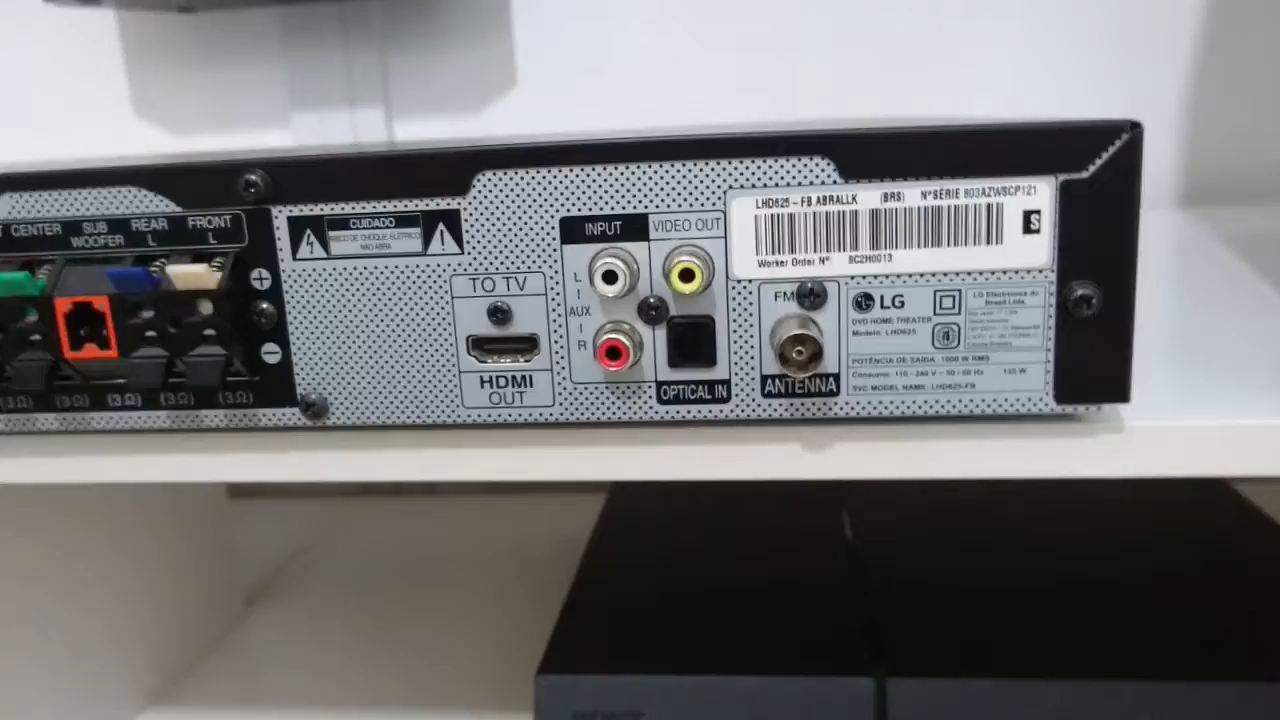 CENTER
SUB WOOFER
REAR L
FRONT L
(3Ω) (3Ω) (3Ω) (3Ω) (3Ω)
CUIDADO
RISCO DE CHOQUE ELÉTRICO
NÃO ABRA
TO TV
HDMI
OUT
INPUT
L
AUX
R
VIDEO OUT
OPTICAL IN
LHD625-FB.ABRALLK (BRS) N°SÉRIE 803AZWSCP121
S
Worker Order N° 8C2H0013
FM
ANTENNA
LG
DVD HOME THEATER
Modelo: LHD625
LG Electronics do
Brasil Ltda.
POTÊNCIA DE SAÍDA: 1000 W RMS
Consumo: 110 - 240 V ~ 50 / 60 Hz
SVC MODEL NAME: LHD625-FB